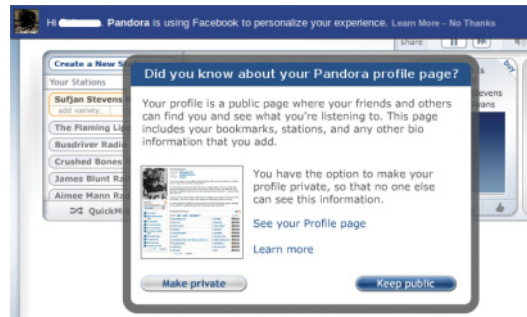 Hi . Pandora is using Facebook to personalize your experience. Learn More - No Thanks
share
Create a New
Your Stations
Sufjan Stevens
add variety..
The Flaming Lip
Busdriver Radio
Crushed Bones
James Blunt Ra
Aimee Mann Ra
QuickM
buy
Did you know about your Pandora profile page?
Your profile is a public page where your friends and others
can find you and see what you're listening to. This page
includes your bookmarks, stations, and any other bio
information that you add.
You have the option to make your
profile private, so that no one else
can see this information.
See your Profile page
Learn more
Make private
Keep public